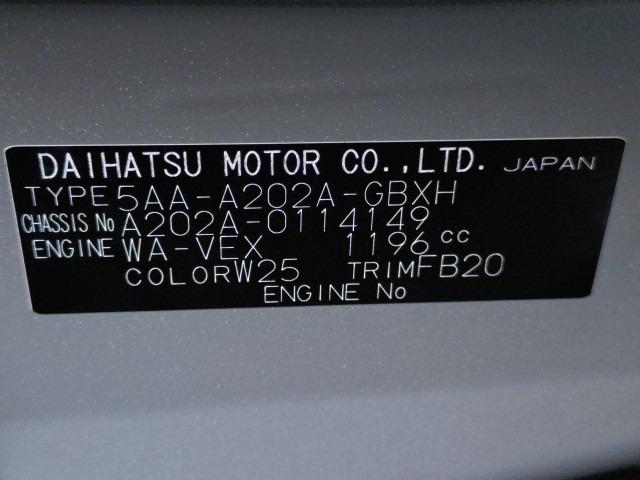 DAIHATSU MOTOR CO.,LTD. JAPAN
TYPE 5AA-A202A-GBXH
CHASSIS No A202A-0114149
ENGINE WA-VEX 1196 cc
COLOR W25 TRIM FB20
ENGINE No